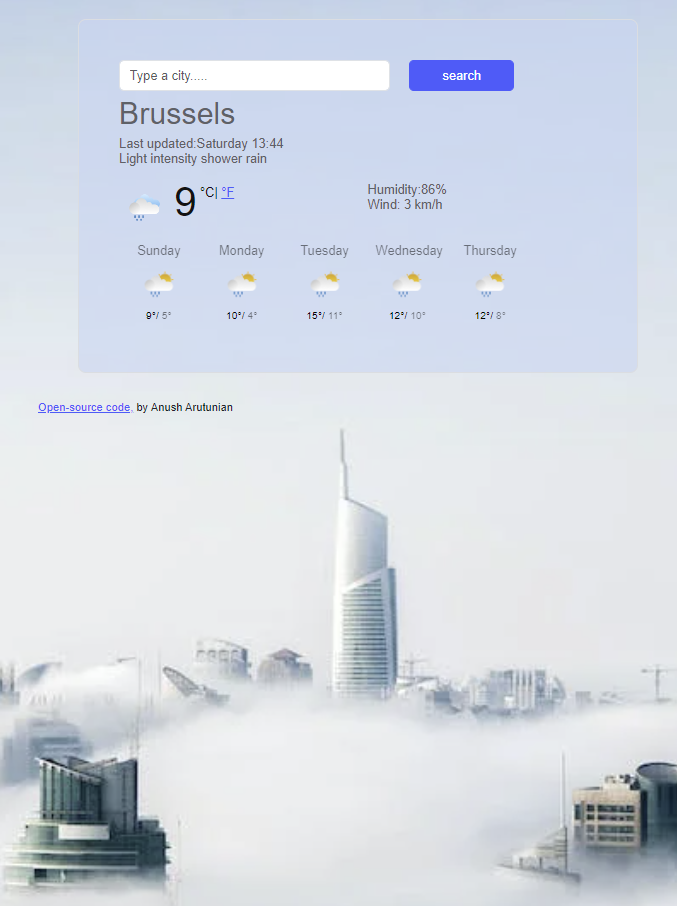 Type a city.....
search
Brussels
Last updated:Saturday 13:44
Light intensity shower rain
9 °C| °F
Humidity:86%
Wind: 3 km/h
Sunday Monday Tuesday Wednesday Thursday
9°/ 5° 10°/ 4° 15°/ 11° 12°/ 10° 12°/ 8°
Open-source code, by Anush Arutunian